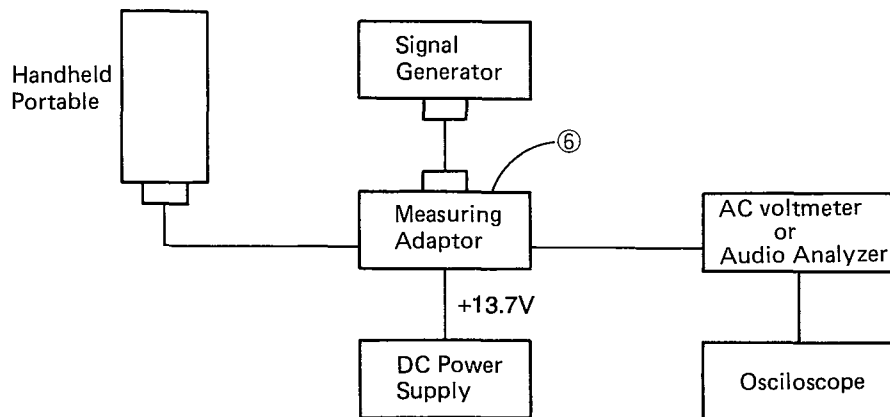 Signal
Generator
Handheld
Portable
⑥
Measuring
Adaptor
AC voltmeter
or
Audio Analyzer
+13.7V
DC Power
Supply
Osciloscope